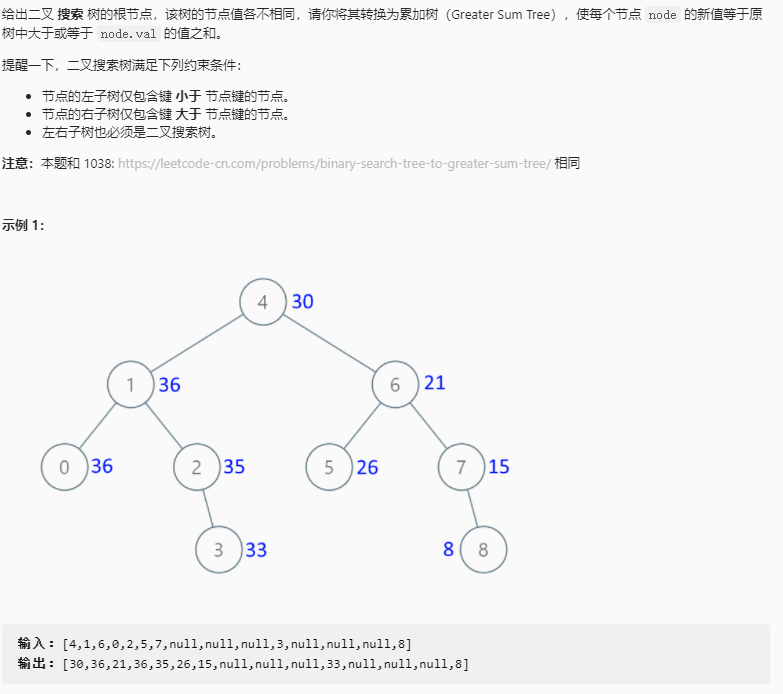 给出二叉 搜索 树的根节点，该树的节点值各不相同，请你将其转换为累加树（Greater Sum Tree），使每个节点 node 的新值等于原
树中大于或等于 node.val 的值之和。
提醒一下，二叉搜索树满足下列约束条件：
• 节点的左子树仅包含键 小于 节点键的节点。
• 节点的右子树仅包含键 大于 节点键的节点。
• 左右子树也必须是二叉搜索树。
注意：本题和 1038: https://leetcode-cn.com/problems/binary-search-tree-to-greater-sum-tree/ 相同
示例 1：
4 30
1 36 6 21
0 36 2 35 5 26 7 15
3 33 8 8
输入：[4,1,6,0,2,5,7,null,null,null,3,null,null,null,8]
输出：[30,36,21,36,35,26,15,null,null,null,33,null,null,null,8]